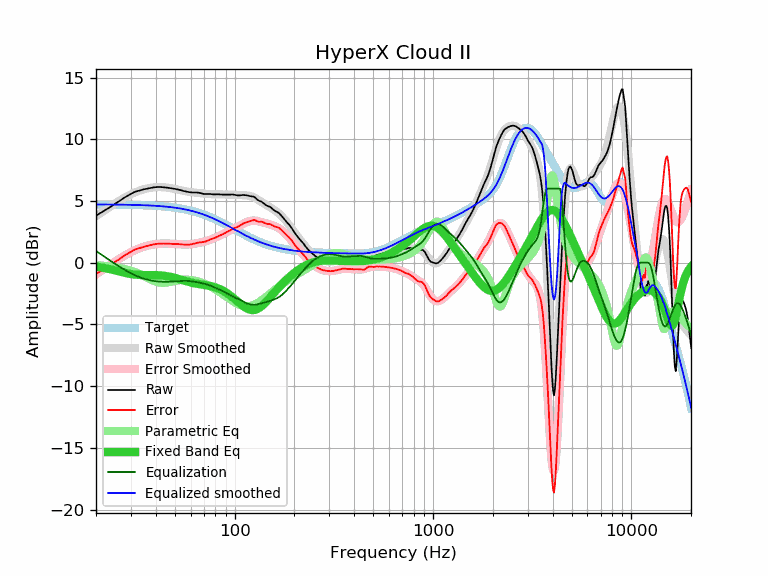 HyperX Cloud II
15
10
5
0
−5
−10
−15
−20
Amplitude (dBr)
Target
Raw Smoothed
Error Smoothed
Raw
Error
Parametric Eq
Fixed Band Eq
Equalization
Equalized smoothed
100 1000 10000
Frequency (Hz)